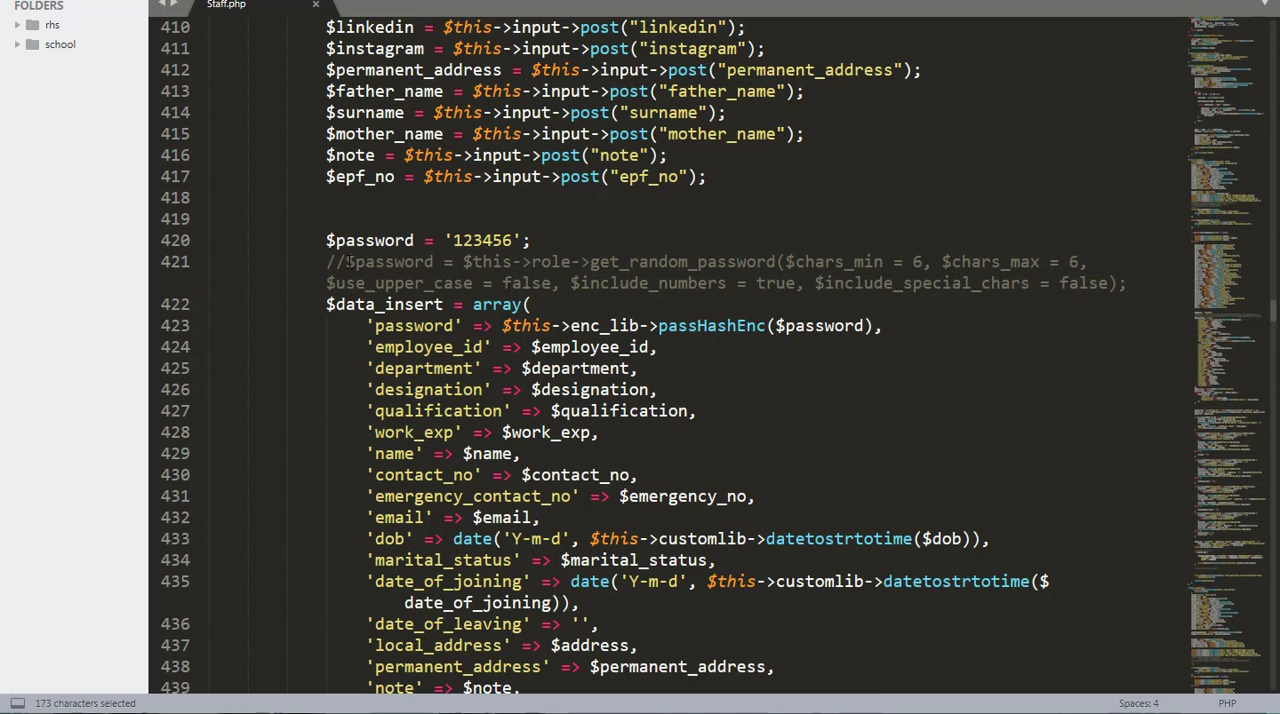 FOLDERS
rhs
school
Staff.php
410 $linkedin = $this->input->post("linkedin");
411 $instagram = $this->input->post("instagram");
412 $permanent_address = $this->input->post("permanent_address");
413 $father_name = $this->input->post("father_name");
414 $surname = $this->input->post("surname");
415 $mother_name = $this->input->post("mother_name");
416 $note = $this->input->post("note");
417 $epf_no = $this->input->post("epf_no");
418
419
420 $password = '123456';
421 //$password = $this->role->get_random_password($chars_min = 6, $chars_max = 6,
$use_upper_case = false, $include_numbers = true, $include_special_chars = false);
422 $data_insert = array(
423 'password' => $this->enc_lib->passHashEnc($password),
424 'employee_id' => $employee_id,
425 'department' => $department,
426 'designation' => $designation,
427 'qualification' => $qualification,
428 'work_exp' => $work_exp,
429 'name' => $name,
430 'contact_no' => $contact_no,
431 'emergency_contact_no' => $emergency_no,
432 'email' => $email,
433 'dob' => date('Y-m-d', $this->customlib->datetostrtotime($dob)),
434 'marital_status' => $marital_status,
435 'date_of_joining' => date('Y-m-d', $this->customlib->datetostrtotime($
date_of_joining)),
436 'date_of_leaving' => '',
437 'local_address' => $address,
438 'permanent_address' => $permanent_address,
439 'note' => $note,
173 characters selected
Spaces: 4
PHP